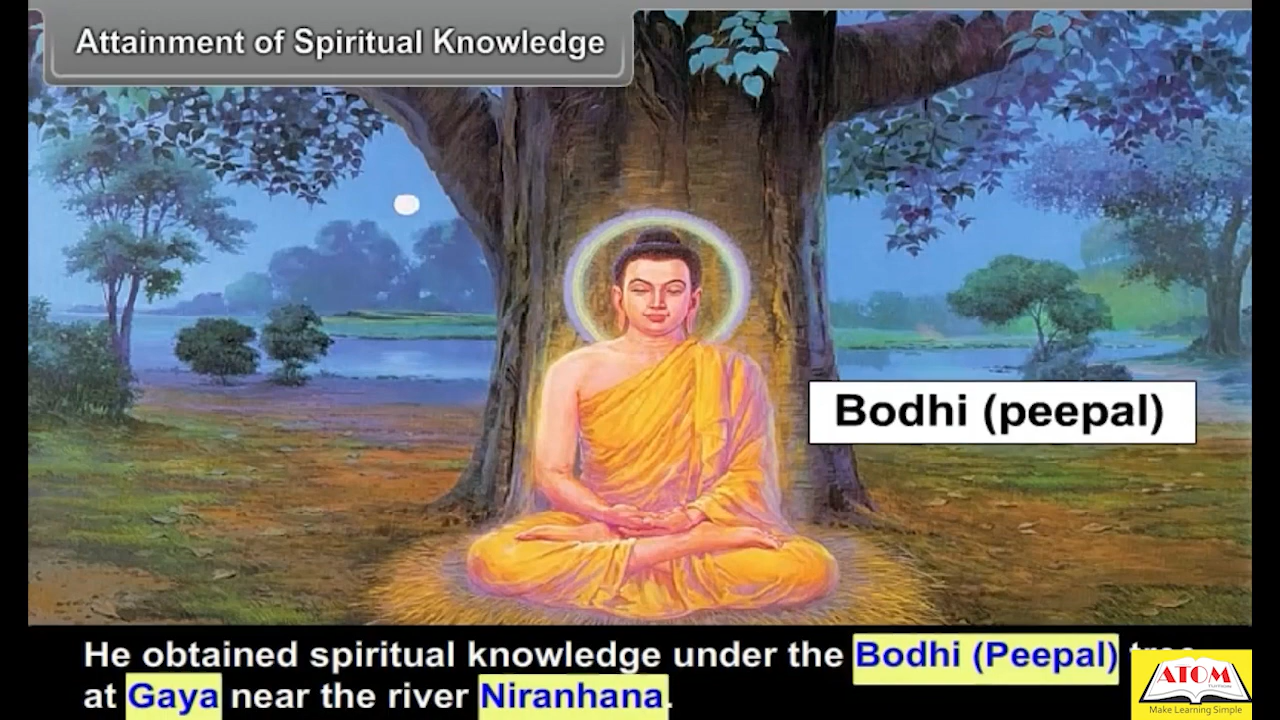 Attainment of Spiritual Knowledge
Bodhi (peepal)
He obtained spiritual knowledge under the Bodhi (Peepal)
at Gaya near the river Niranhana.
ATOM
Make Learning Simple